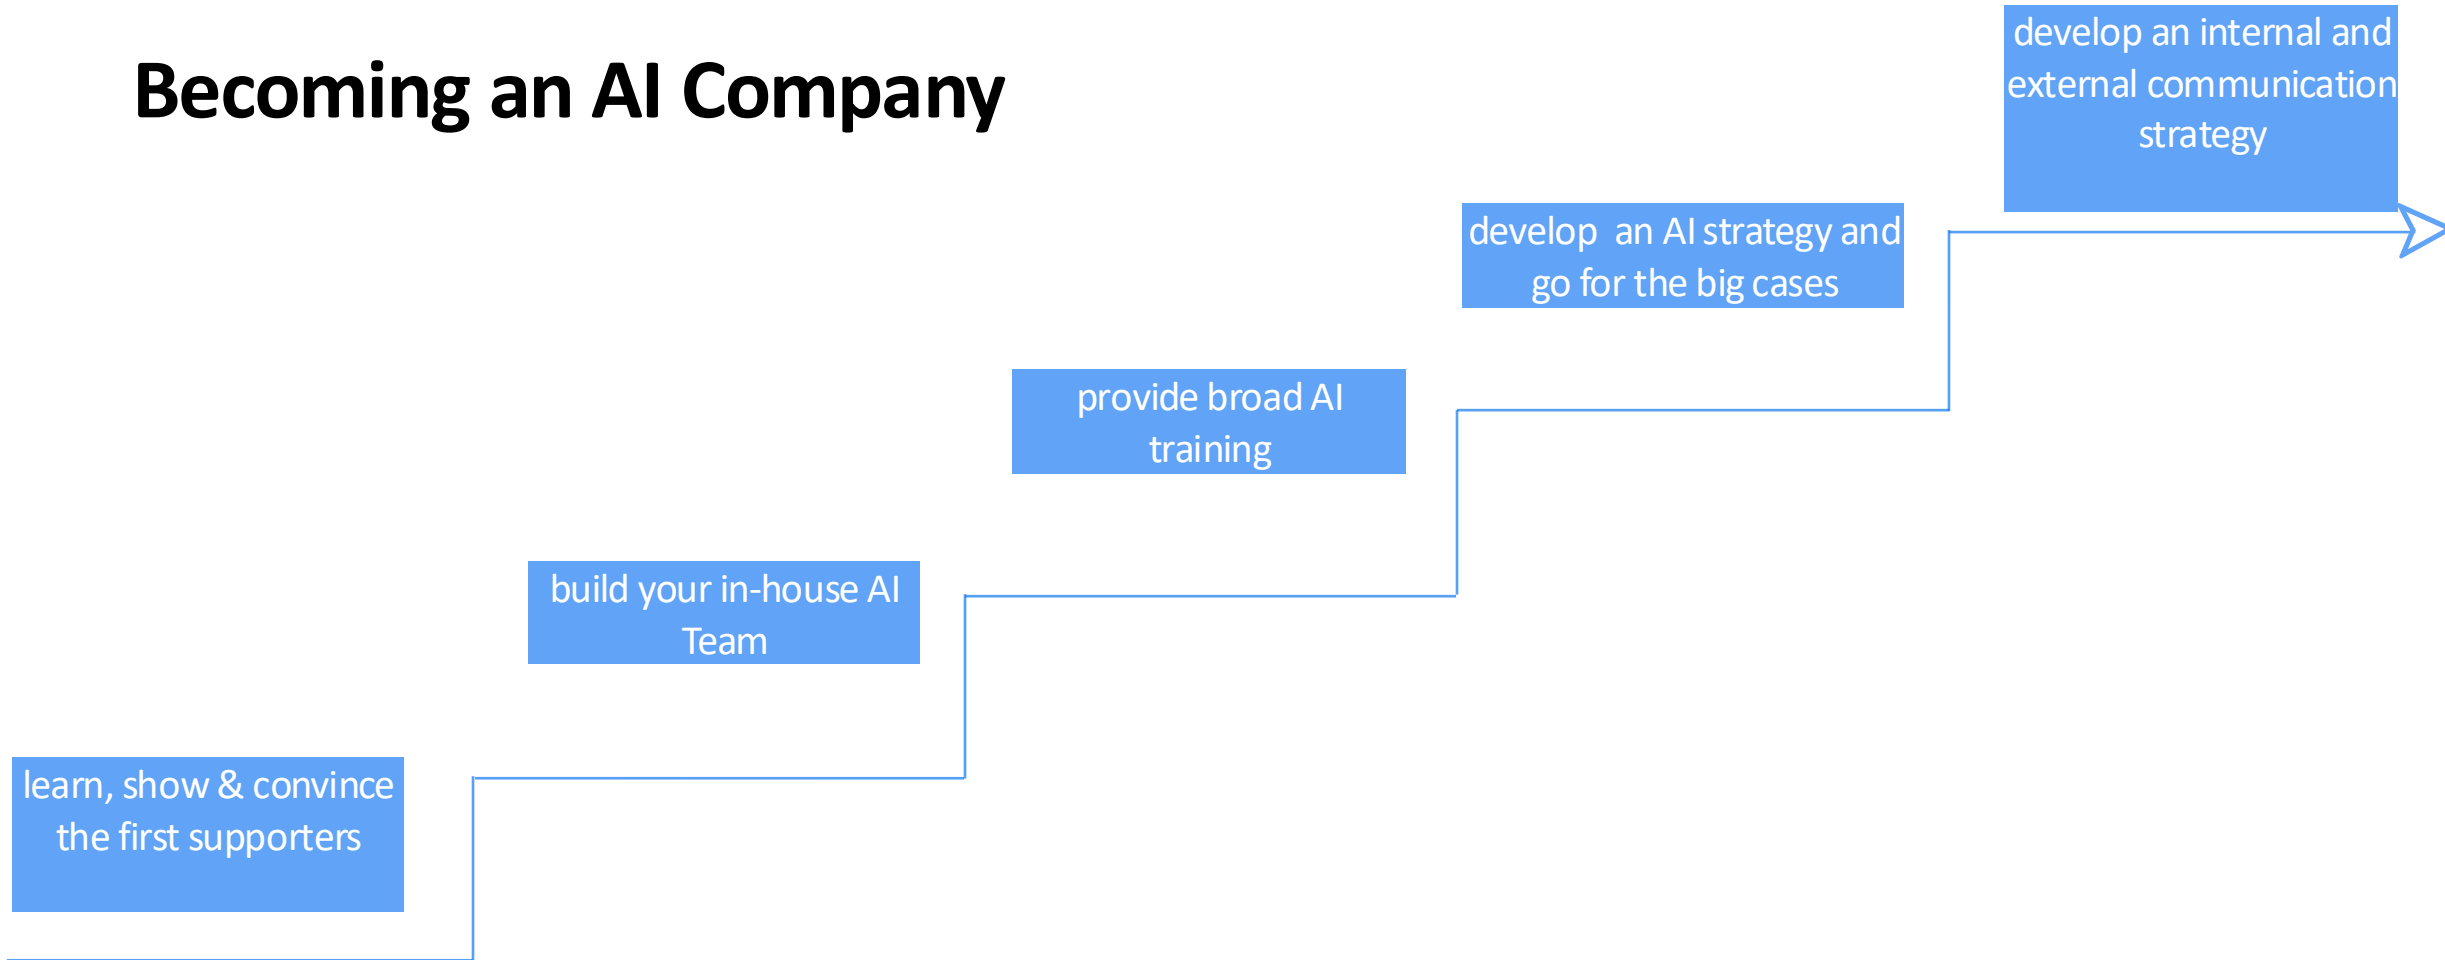 Becoming an AI Company
develop an internal and
external communication
strategy
develop an AI strategy and
go for the big cases
provide broad AI
training
build your in-house AI
Team
learn, show & convince
the first supporters